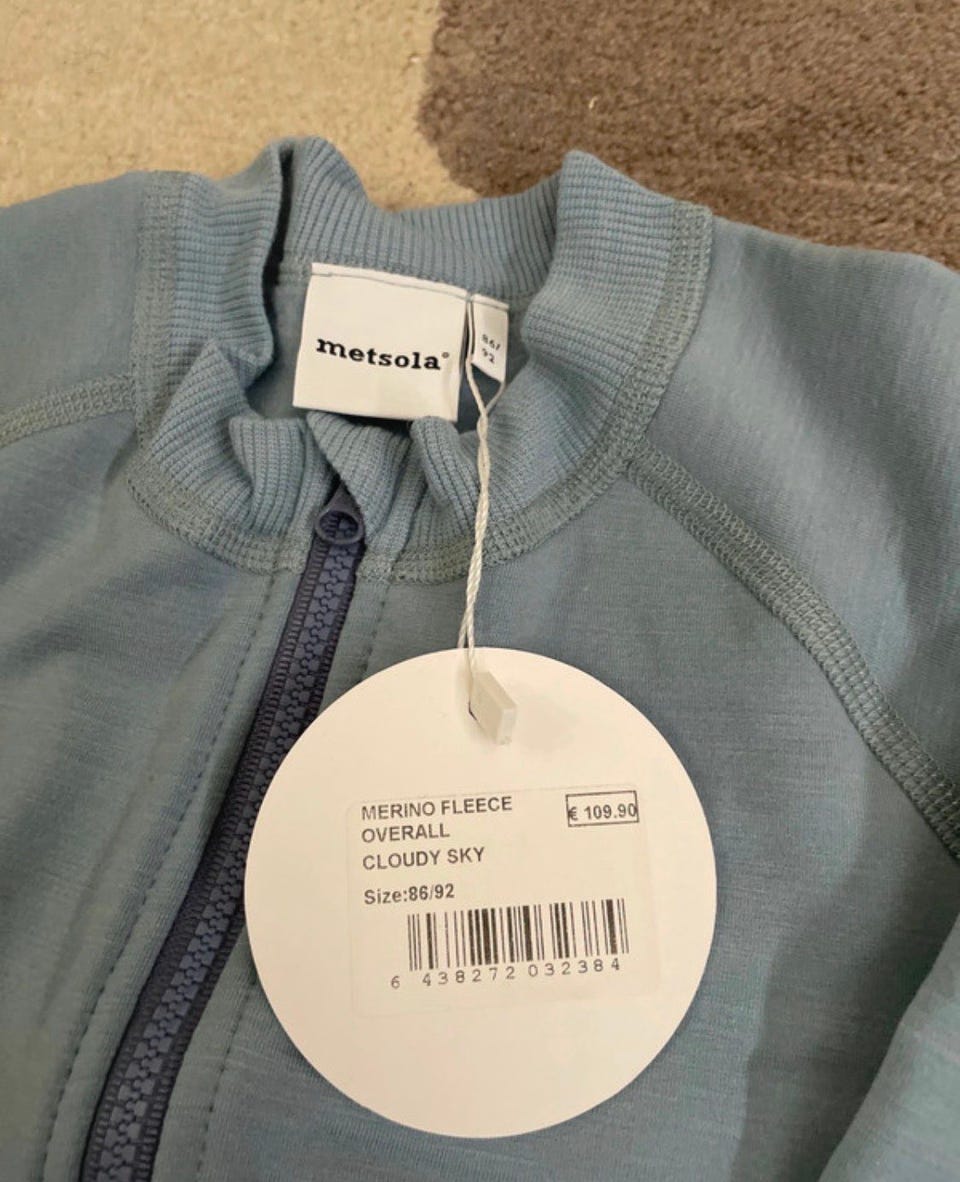 metsola®
86/
92
MERINO FLEECE
OVERALL
€ 109.90
CLOUDY SKY
Size:86/92
6 438272 032384